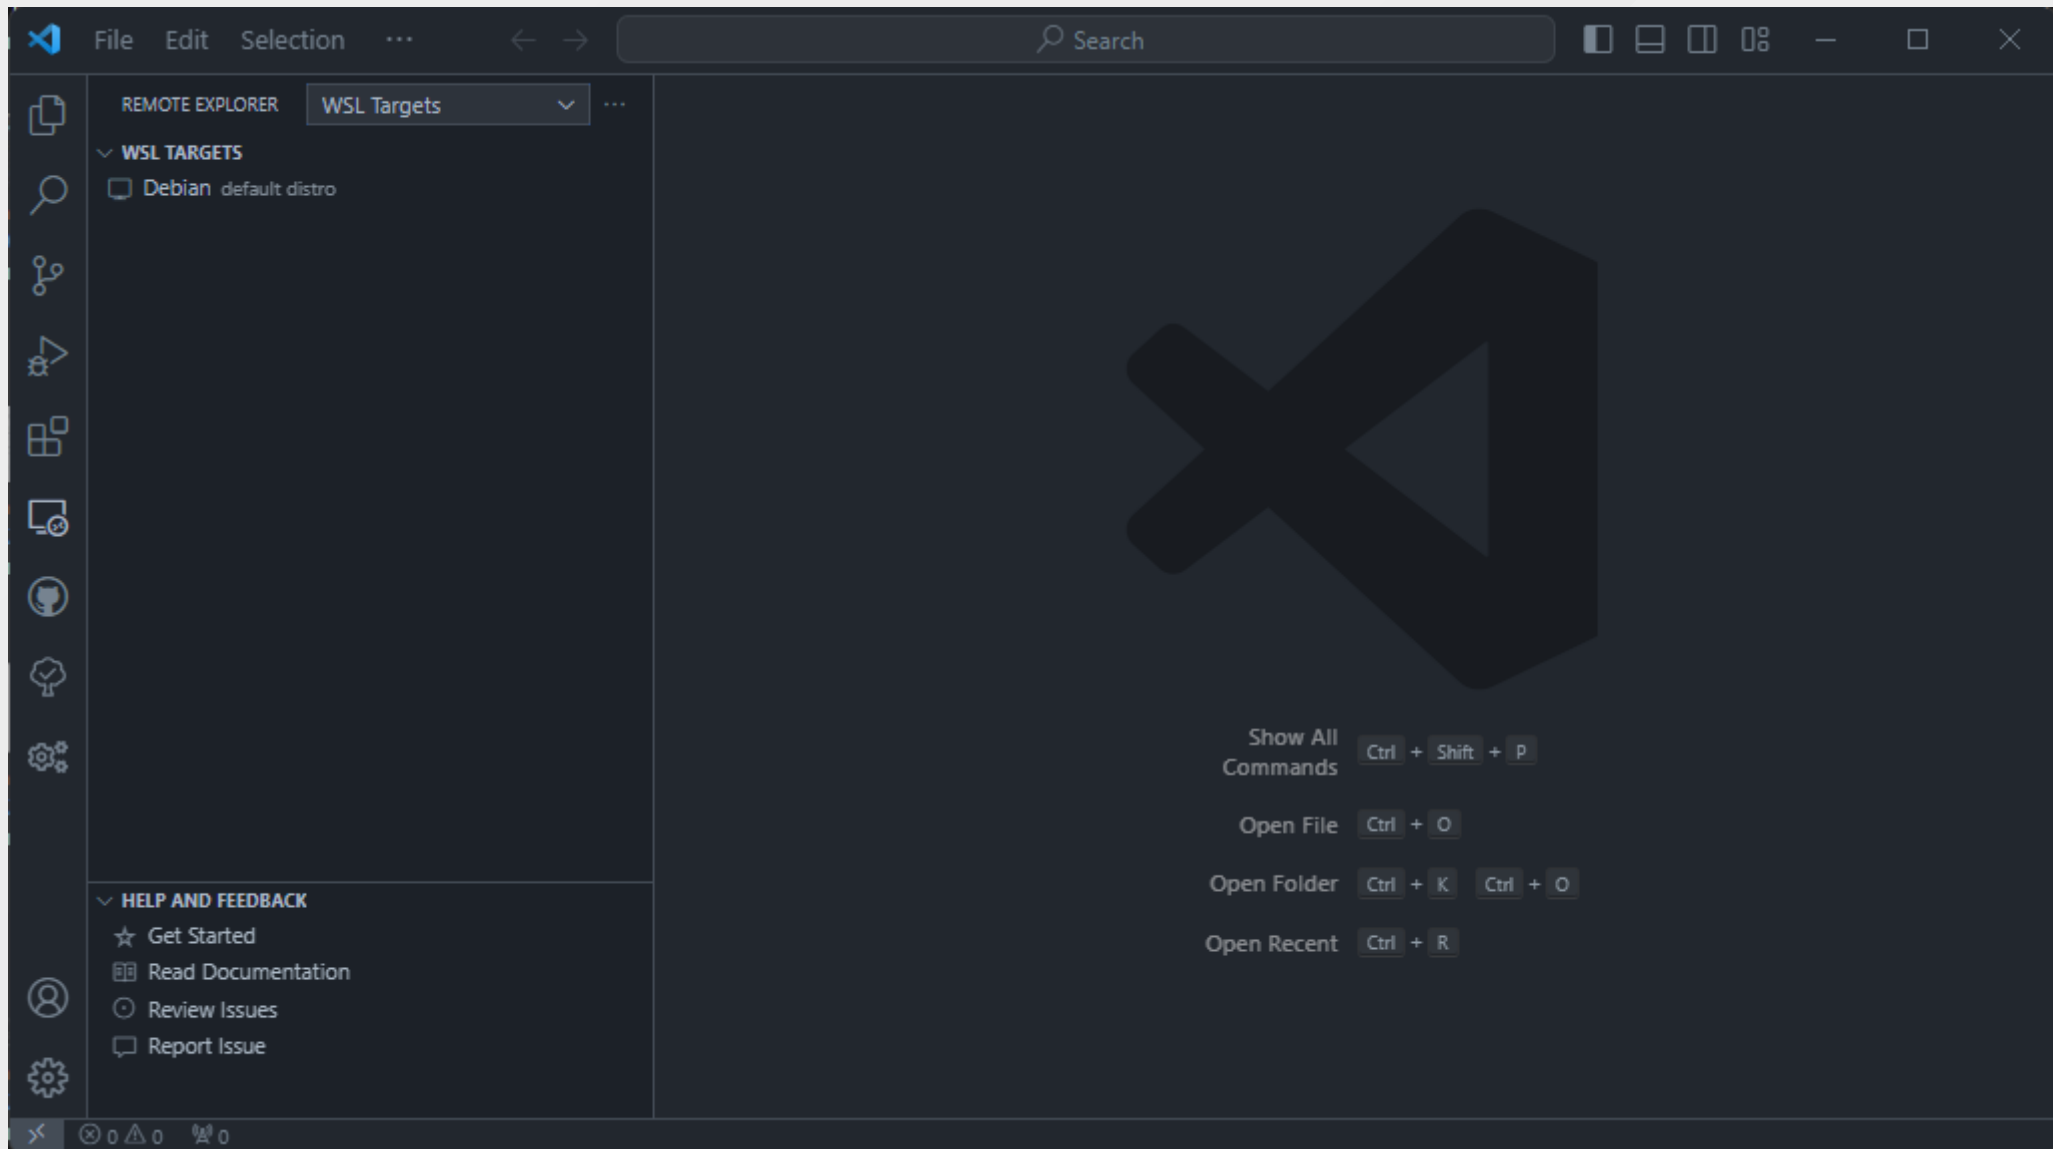 File Edit Selection ··· Search
REMOTE EXPLORER WSL Targets ···
WSL TARGETS
Debian default distro
Show All Commands Ctrl + Shift + P
Open File Ctrl + O
Open Folder Ctrl + K Ctrl + O
Open Recent Ctrl + R
HELP AND FEEDBACK
Get Started
Read Documentation
Review Issues
Report Issue
0 0 0